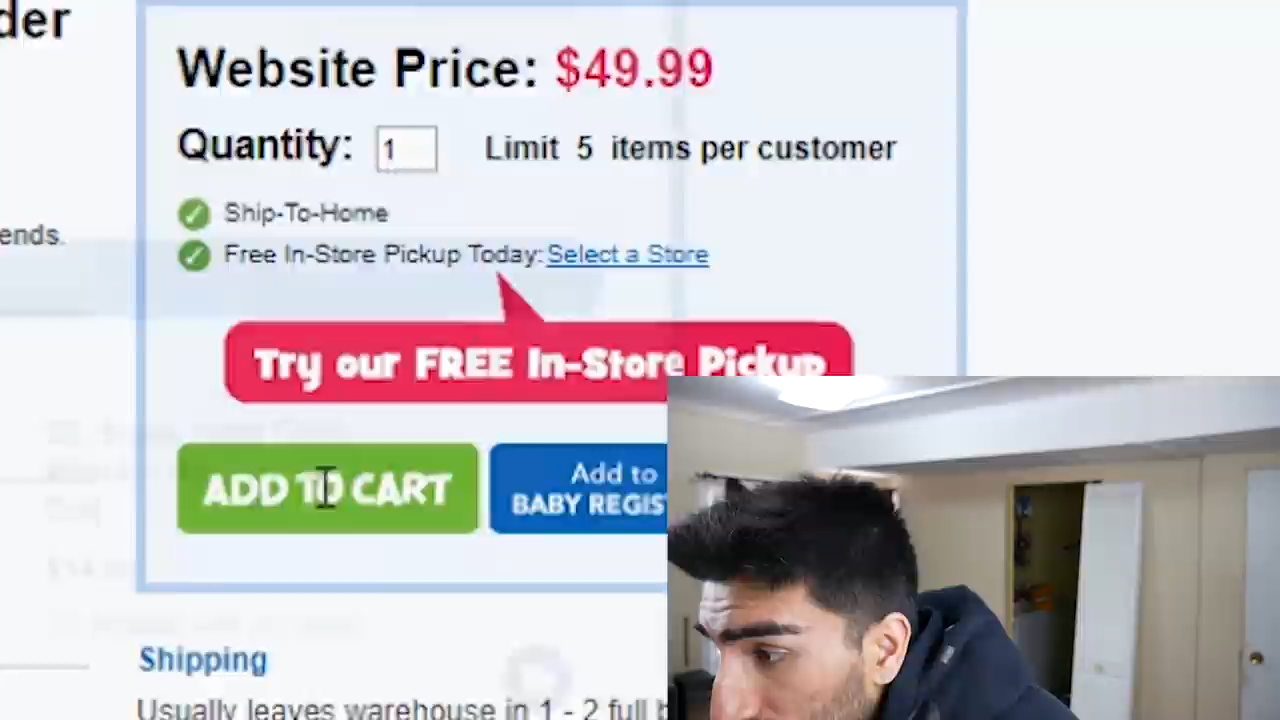 der
Website Price: $49.99
Quantity: 1 Limit 5 items per customer
Ship-To-Home
ends.
Free In-Store Pickup Today: Select a Store
Try our FREE In-Store Pickup
ADD TO CART
Add to
BABY REGIS
Shipping
Usually leaves warehouse in 1 - 2 full b